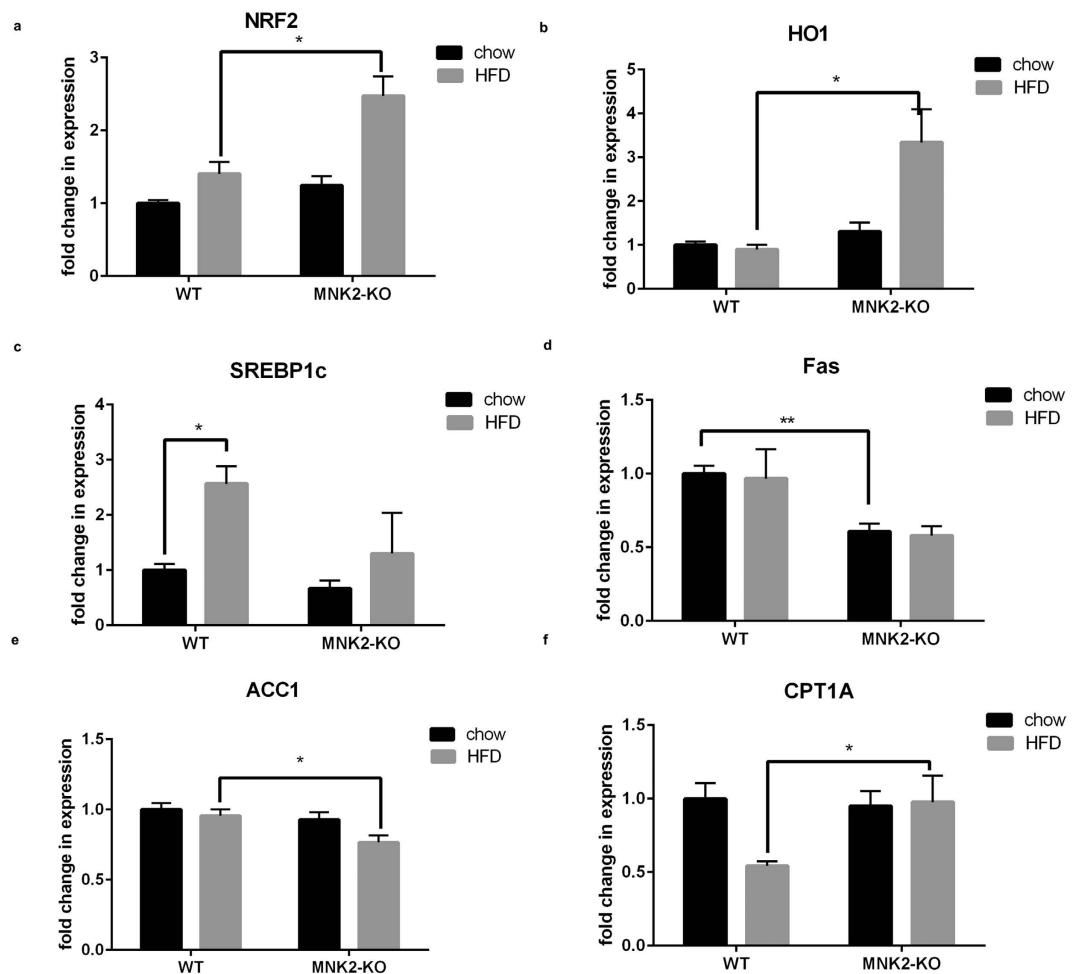 a
NRF2
chow
HFD
*
fold change in expression
3
2
1
0
WT MNK2-KO
b
HO1
chow
HFD
*
fold change in expression
5
4
3
2
1
0
WT MNK2-KO
c
SREBP1c
chow
HFD
*
fold change in expression
4
3
2
1
0
WT MNK2-KO
d
Fas
chow
HFD
**
fold change in expression
1.5
1.0
0.5
0.0
WT MNK2-KO
e
ACC1
chow
HFD
*
fold change in expression
1.5
1.0
0.5
0.0
WT MNK2-KO
f
CPT1A
chow
HFD
*
fold change in expression
1.5
1.0
0.5
0.0
WT MNK2-KO